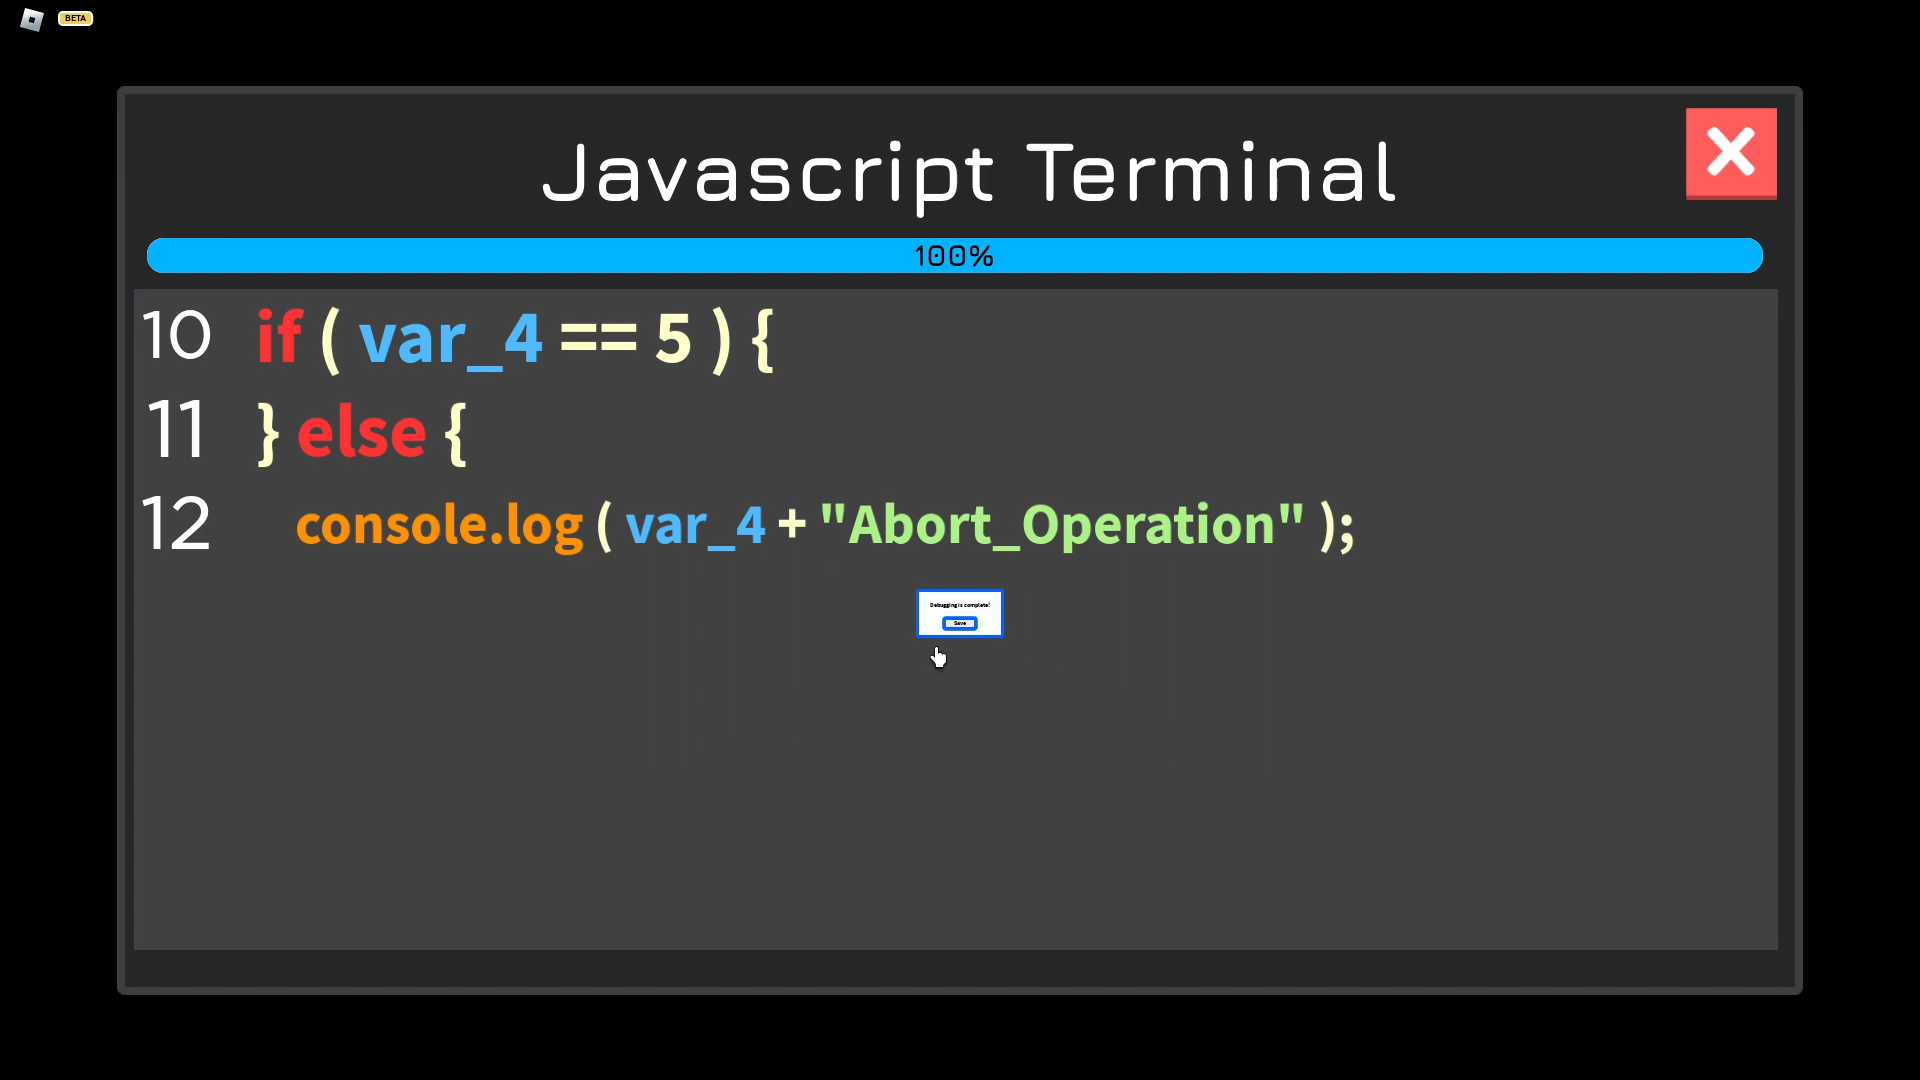 BETA
Javascript Terminal
100%
10 if ( var_4 == 5 ) {
11 } else {
12 console.log ( var_4 + "Abort_Operation" );
Debugging is complete!
Save